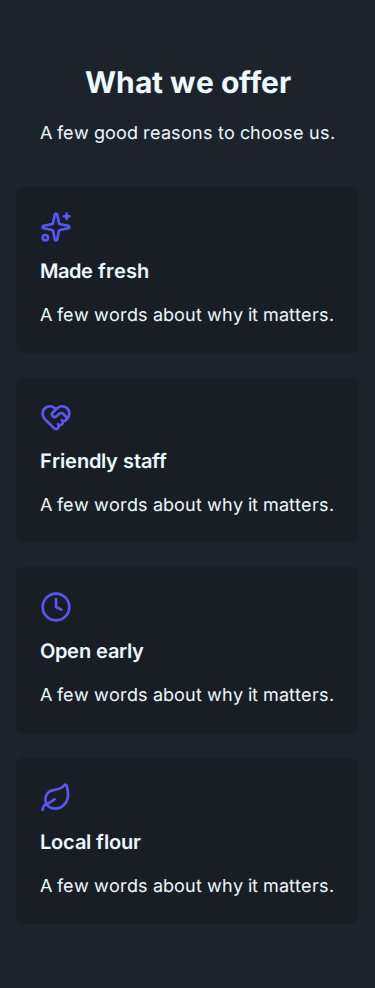 What we offer
A few good reasons to choose us.
Made fresh
A few words about why it matters.
Friendly staff
A few words about why it matters.
Open early
A few words about why it matters.
Local flour
A few words about why it matters.